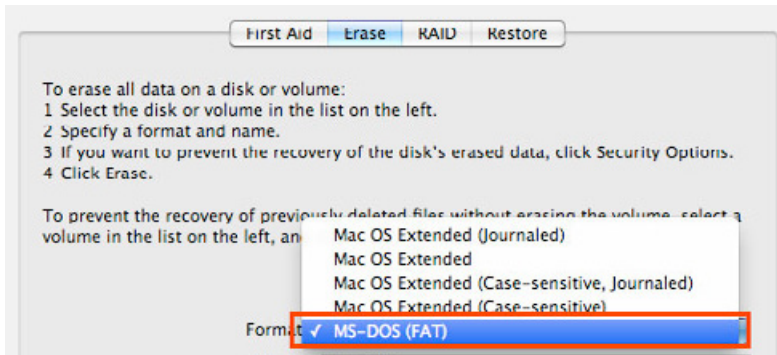 First Aid Erase RAID Restore
To erase all data on a disk or volume:
1 Select the disk or volume in the list on the left.
2 Specify a format and name.
3 If you want to prevent the recovery of the disk's erased data, click Security Options.
4 Click Erase.
To prevent the recovery of previously deleted files without erasing the volume, select a
volume in the list on the left, an
Mac OS Extended (Journaled)
Mac OS Extended
Mac OS Extended (Case-sensitive, Journaled)
Mac OS Extended (Case-sensitive)
Format ✓ MS-DOS (FAT)